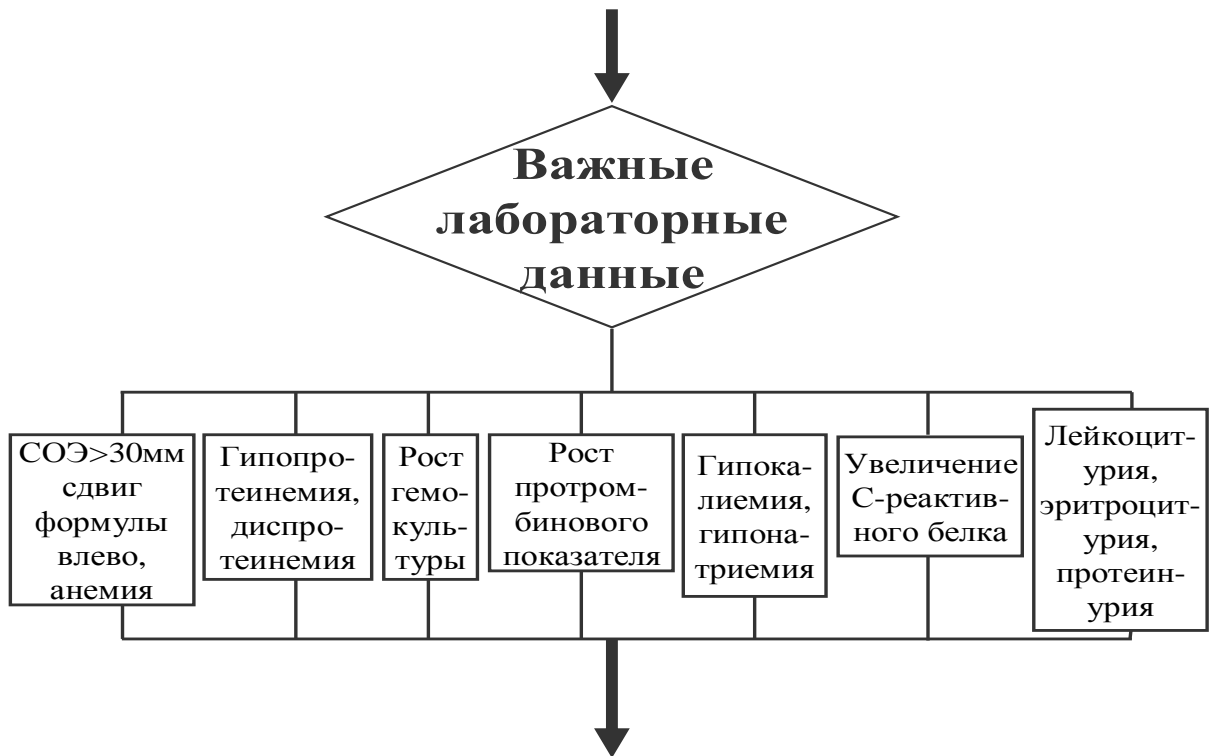 Важные
лабораторные
данные
СОЭ>30мм
сдвиг
формулы
влево,
анемия
Гипопро-
теинемия,
диспро-
теинемия
Рост
гемо-
куль-
туры
Рост
протром-
бинового
показателя
Гипока-
лиемия,
гипона-
триемия
Увеличение
С-реактив-
ного белка
Лейкоцит-
урия,
эритроцит-
урия,
протеин-
урия